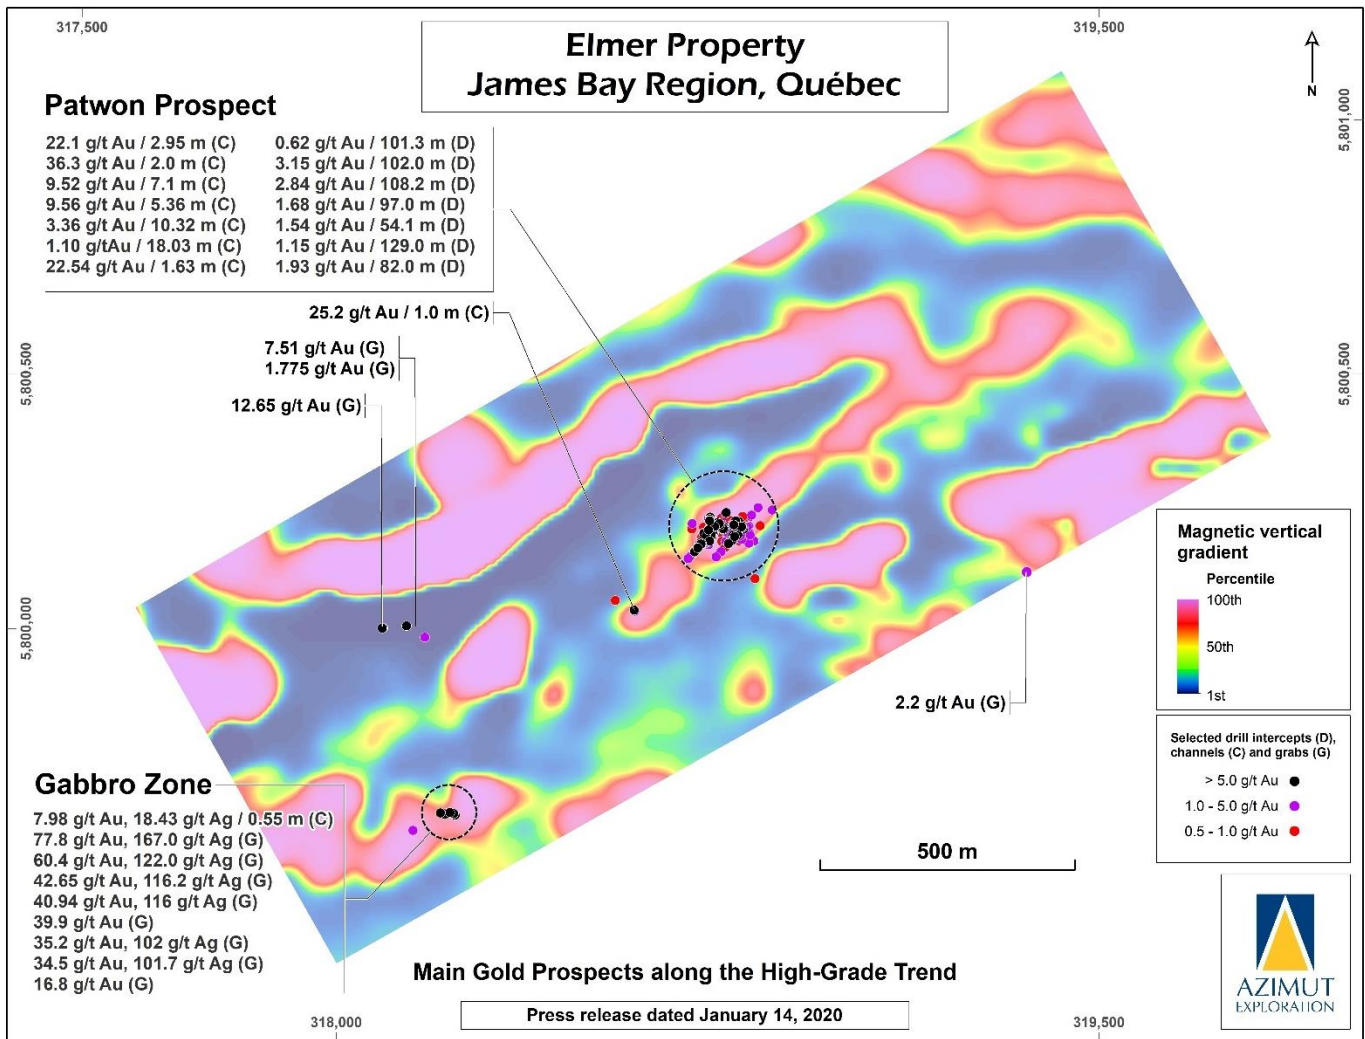 317,500
319,500
Elmer Property
James Bay Region, Québec
N
5,801,000
Patwon Prospect
22.1 g/t Au / 2.95 m (C)
36.3 g/t Au / 2.0 m (C)
9.52 g/t Au / 7.1 m (C)
9.56 g/t Au / 5.36 m (C)
3.36 g/t Au / 10.32 m (C)
1.10 g/tAu / 18.03 m (C)
22.54 g/t Au / 1.63 m (C)
0.62 g/t Au / 101.3 m (D)
3.15 g/t Au / 102.0 m (D)
2.84 g/t Au / 108.2 m (D)
1.68 g/t Au / 97.0 m (D)
1.54 g/t Au / 54.1 m (D)
1.15 g/t Au / 129.0 m (D)
1.93 g/t Au / 82.0 m (D)
25.2 g/t Au / 1.0 m (C)
7.51 g/t Au (G)
1.775 g/t Au (G)
12.65 g/t Au (G)
5,800,500
5,800,500
5,800,000
2.2 g/t Au (G)
Magnetic vertical
gradient
Percentile
100th
50th
1st
Selected drill intercepts (D),
channels (C) and grabs (G)
> 5.0 g/t Au
1.0 - 5.0 g/t Au
0.5 - 1.0 g/t Au
Gabbro Zone
7.98 g/t Au, 18.43 g/t Ag / 0.55 m (C)
77.8 g/t Au, 167.0 g/t Ag (G)
60.4 g/t Au, 122.0 g/t Ag (G)
42.65 g/t Au, 116.2 g/t Ag (G)
40.94 g/t Au, 116 g/t Ag (G)
39.9 g/t Au (G)
35.2 g/t Au, 102 g/t Ag (G)
34.5 g/t Au, 101.7 g/t Ag (G)
16.8 g/t Au (G)
500 m
Main Gold Prospects along the High-Grade Trend
Press release dated January 14, 2020
AZIMUT
EXPLORATION
318,000
319,500